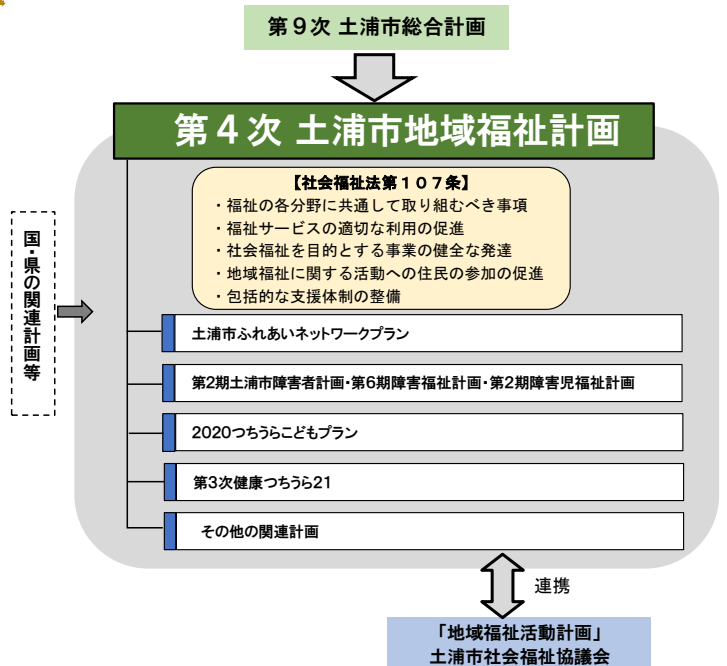 第9次 土浦市総合計画
第4次 土浦市地域福祉計画
【社会福祉法第107条】
・福祉の各分野に共通して取り組むべき事項
・福祉サービスの適切な利用の促進
・社会福祉を目的とする事業の健全な発達
・地域福祉に関する活動への住民の参加の促進
・包括的な支援体制の整備
国・県の関連計画等
土浦市ふれあいネットワークプラン
第2期土浦市障害者計画・第6期障害福祉計画・第2期障害児福祉計画
2020つちうらこどもプラン
第3次健康つちうら21
その他の関連計画
連携
「地域福祉活動計画」
土浦市社会福祉協議会